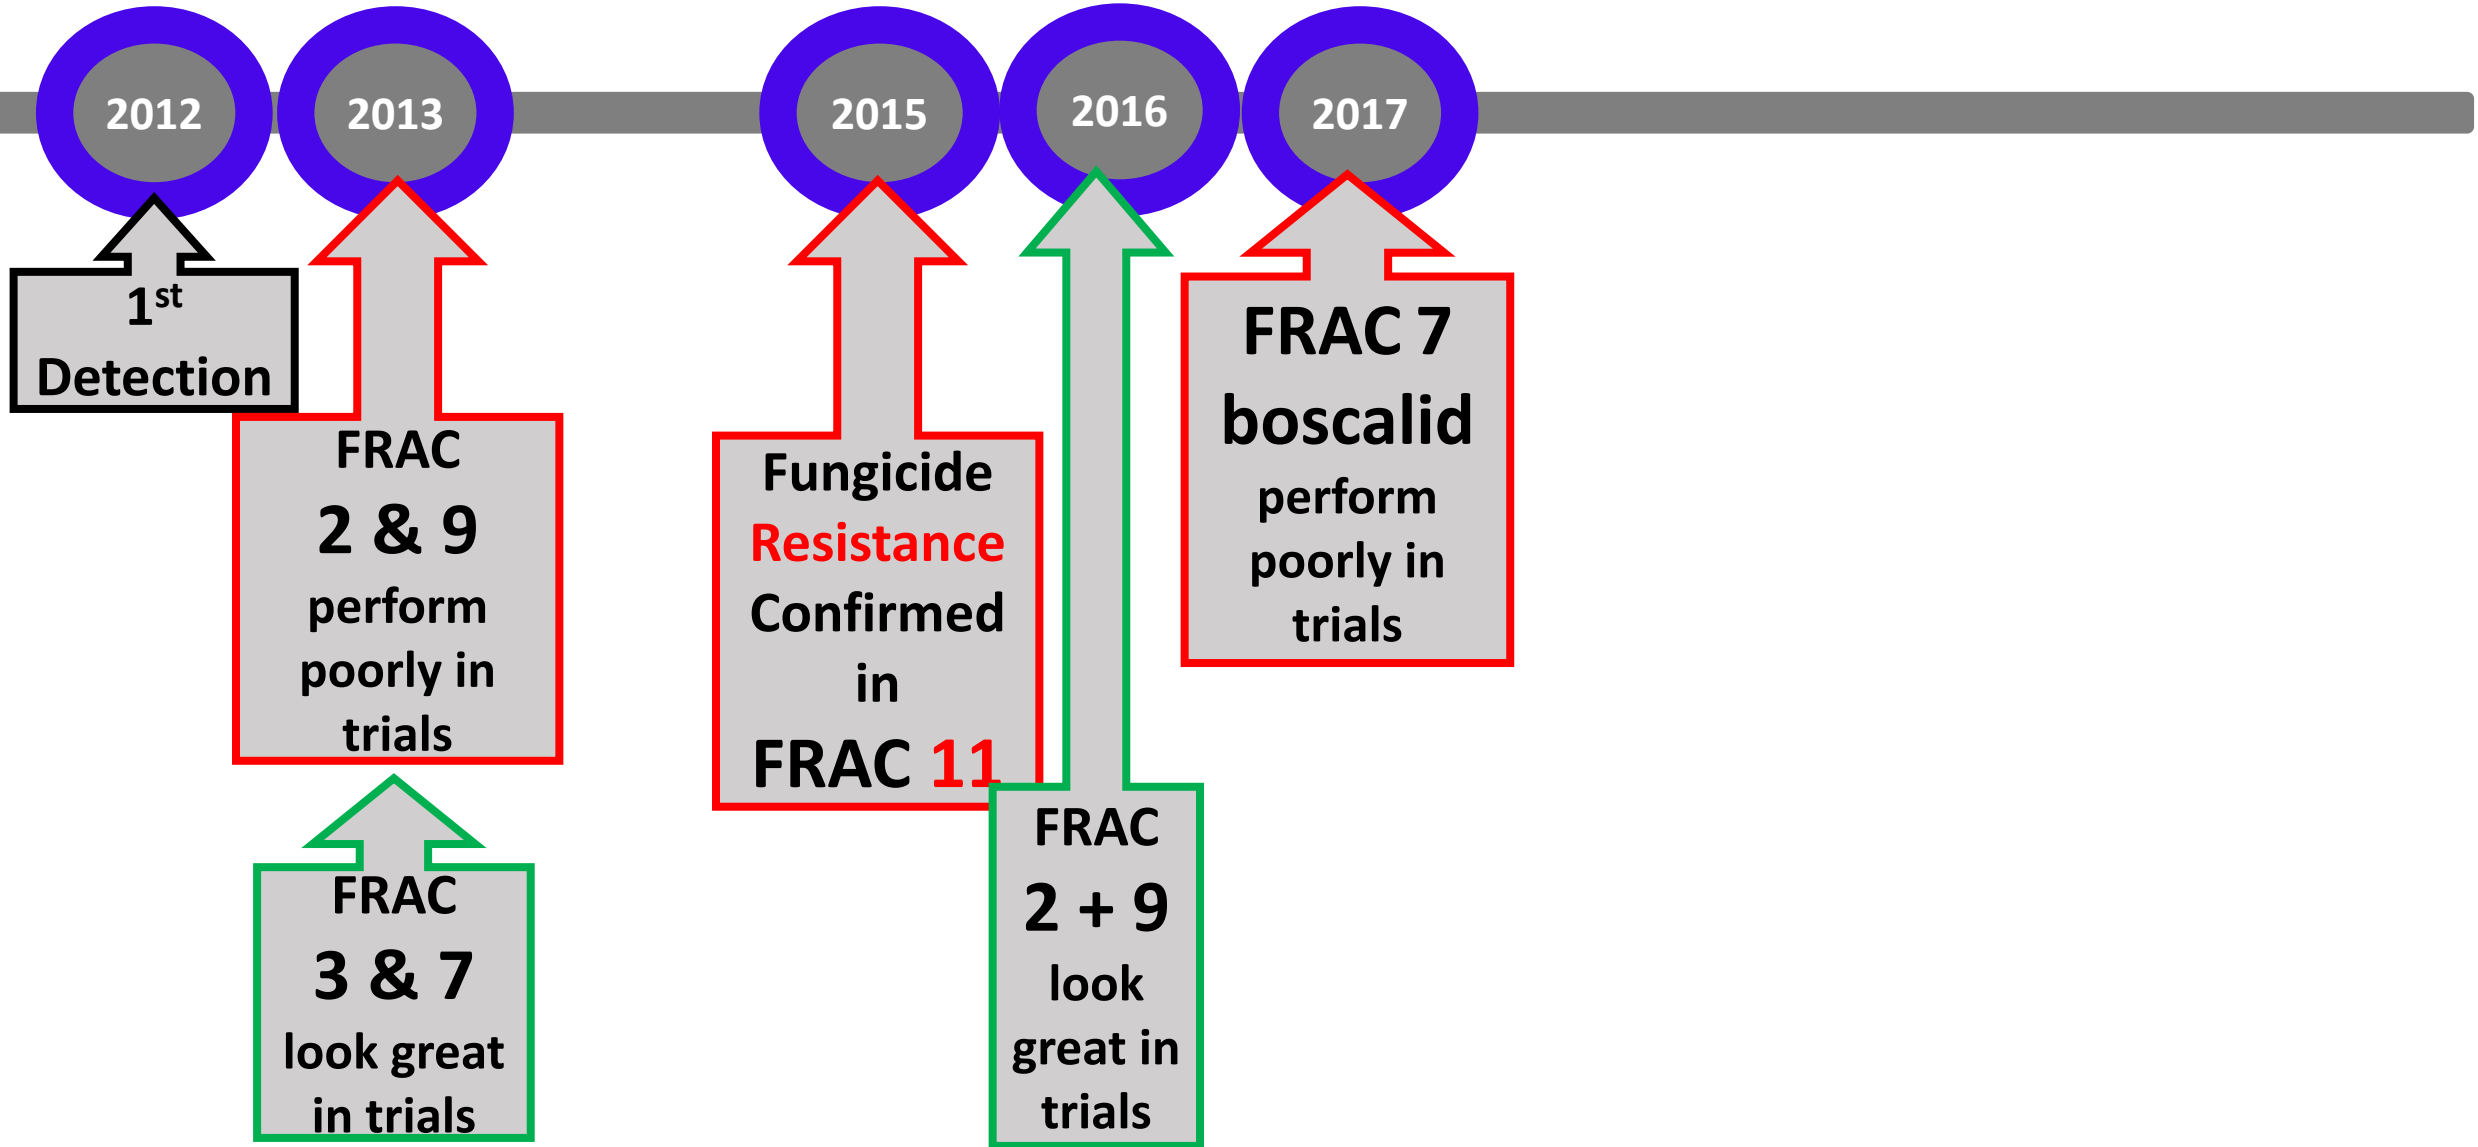 2012
2013
2015
2016
2017
1st
Detection
FRAC
2 & 9
perform
poorly in
trials
FRAC
3 & 7
look great
in trials
Fungicide
Resistance
Confirmed
in
FRAC 11
FRAC
2 + 9
look
great in
trials
FRAC 7
boscalid
perform
poorly in
trials